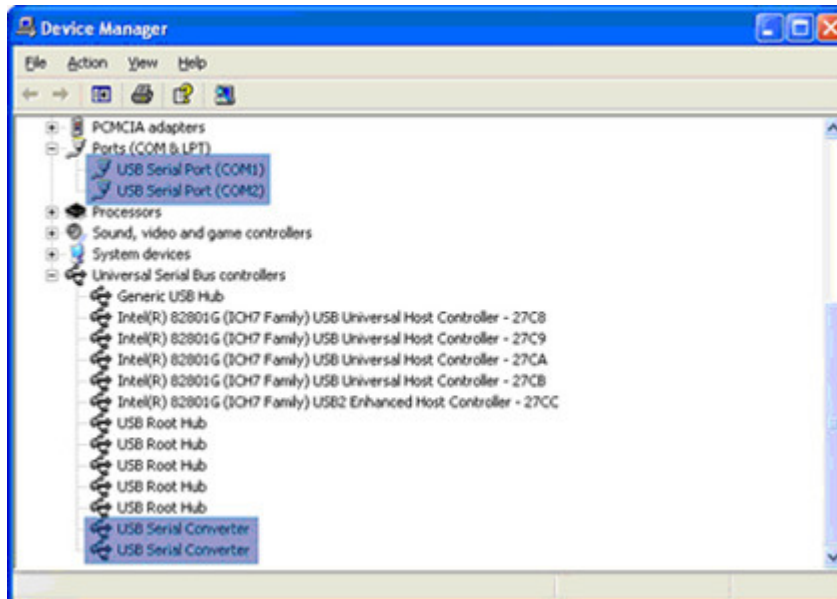 Device Manager
File Action View Help
PCMCIA adapters
Ports (COM & LPT)
USB Serial Port (COM1)
USB Serial Port (COM2)
Processors
Sound, video and game controllers
System devices
Universal Serial Bus controllers
Generic USB Hub
Intel(R) 82801G (ICH7 Family) USB Universal Host Controller - 27C8
Intel(R) 82801G (ICH7 Family) USB Universal Host Controller - 27C9
Intel(R) 82801G (ICH7 Family) USB Universal Host Controller - 27CA
Intel(R) 82801G (ICH7 Family) USB Universal Host Controller - 27CB
Intel(R) 82801G (ICH7 Family) USB2 Enhanced Host Controller - 27CC
USB Root Hub
USB Root Hub
USB Root Hub
USB Root Hub
USB Root Hub
USB Serial Converter
USB Serial Converter